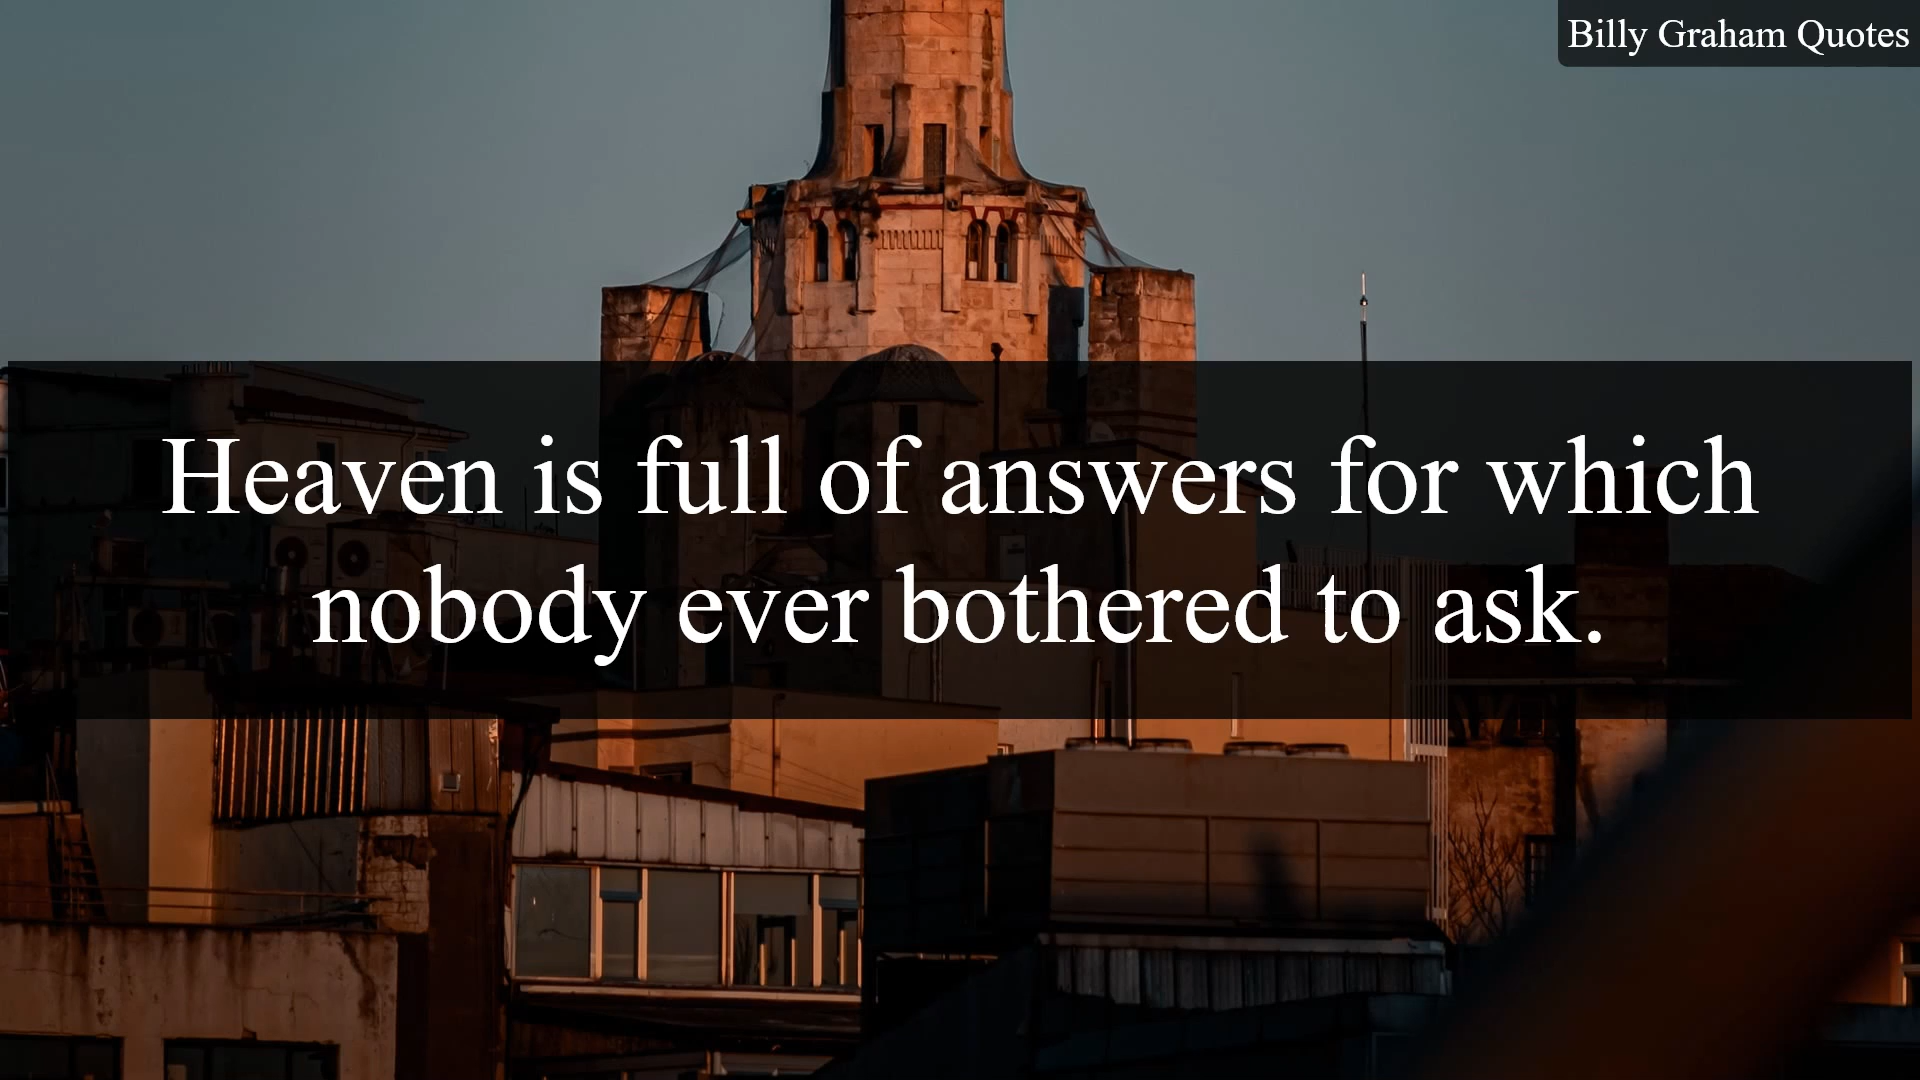 Billy Graham Quotes
Heaven is full of answers for which
nobody ever bothered to ask.